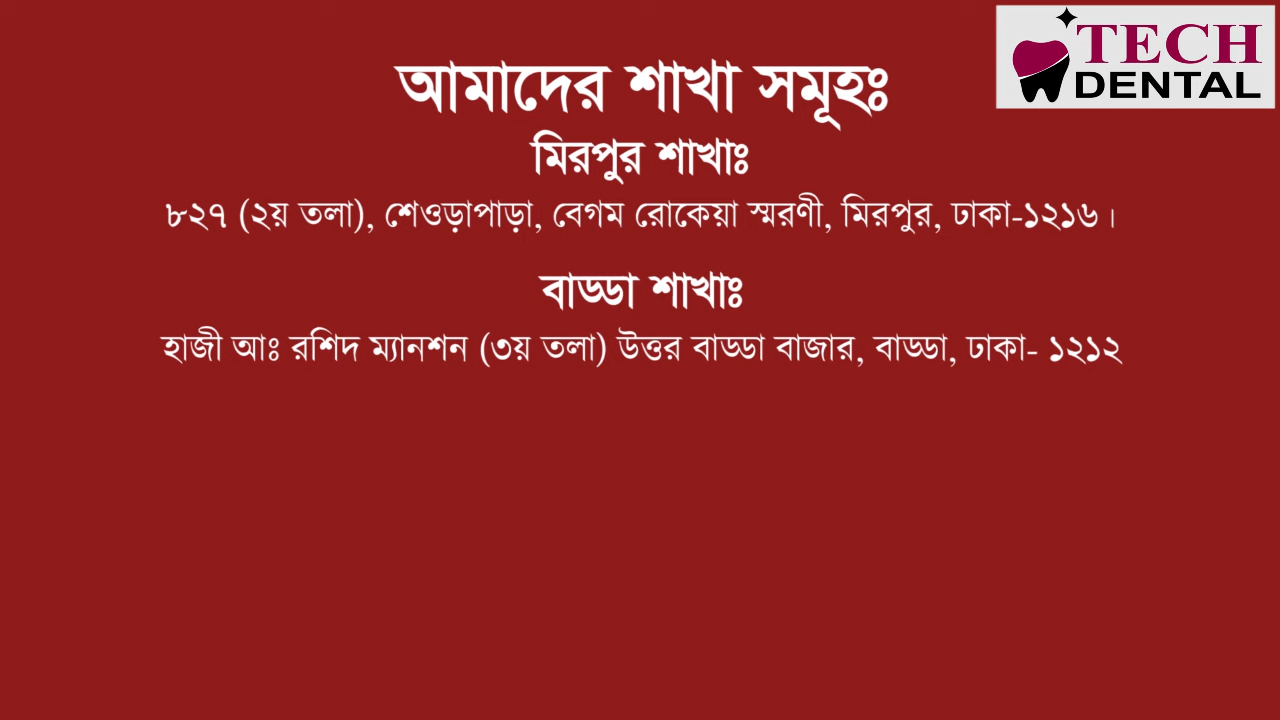 TECH
DENTAL
আমাদের শাখা সমূহঃ
মিরপুর শাখাঃ
৮২৭ (২য় তলা), শেওড়াপাড়া, বেগম রোকেয়া স্মরণী, মিরপুর, ঢাকা-১২১৬।
বাড্ডা শাখাঃ
হাজী আঃ রশিদ ম্যানশন (৩য় তলা) উত্তর বাড্ডা বাজার, বাড্ডা, ঢাকা- ১২১২